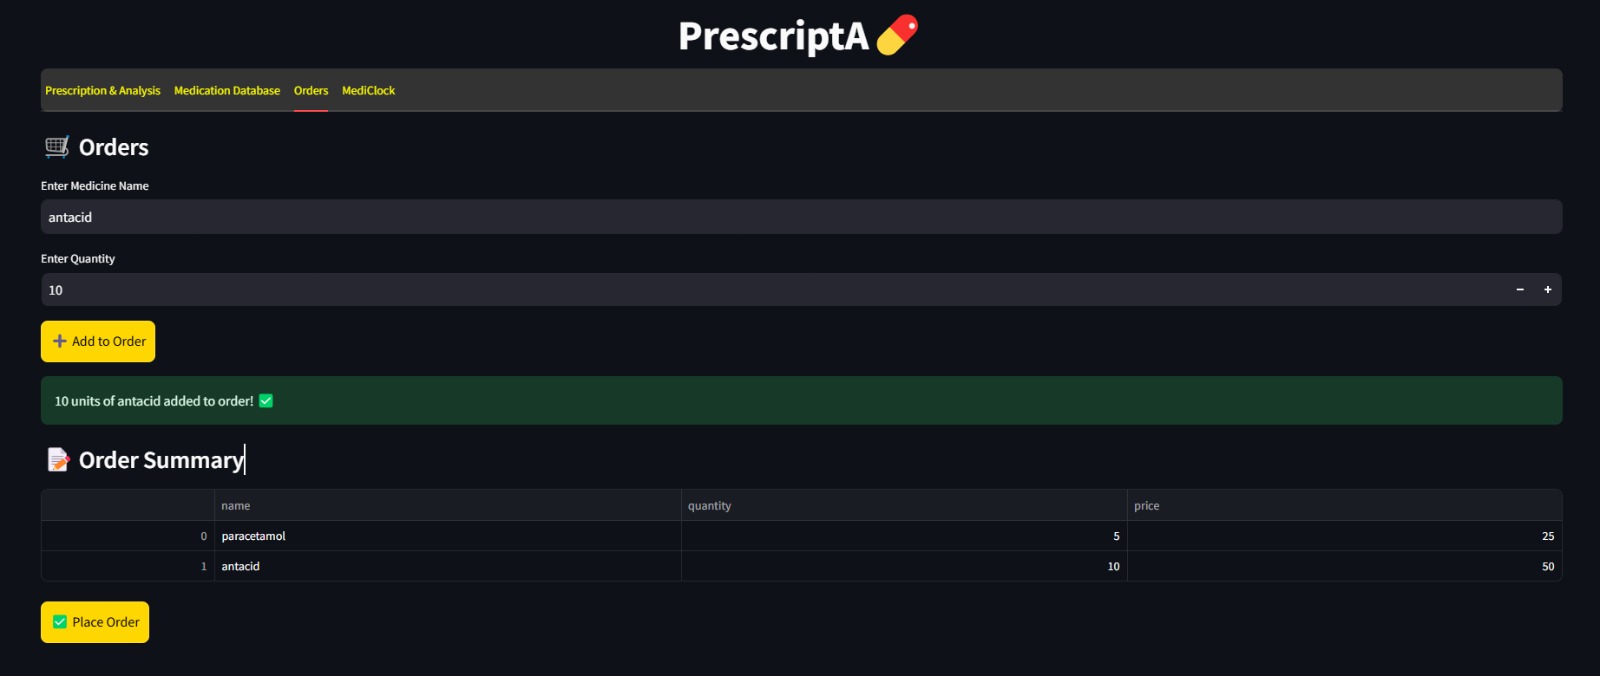 PrescriptA
Prescription & Analysis Medication Database Orders MediClock
Orders
Enter Medicine Name
antacid
Enter Quantity
10 − +
Add to Order
10 units of antacid added to order!
Order Summary
name quantity price
0 paracetamol 5 25
1 antacid 10 50
Place Order